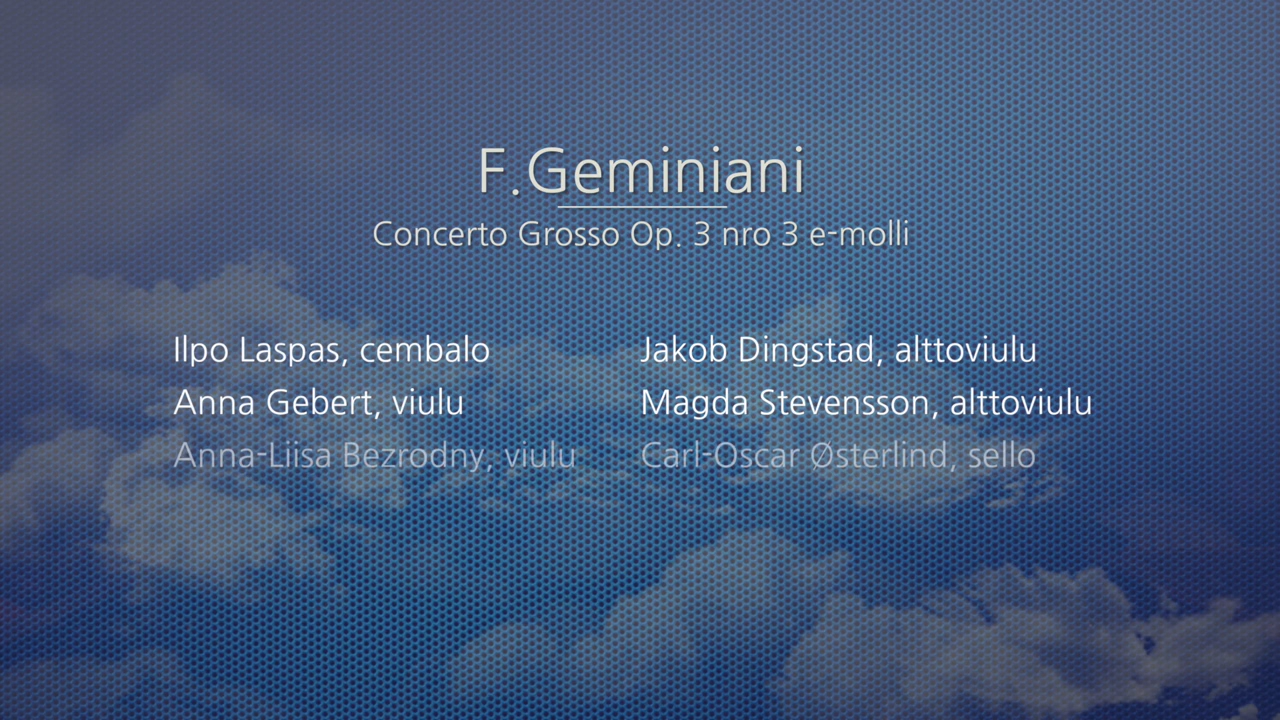 F.Geminiani
Concerto Grosso Op. 3 nro 3 e-molli
Ilpo Laspas, cembalo
Anna Gebert, viulu
Anna-Liisa Bezrodny, viulu
Jakob Dingstad, alttoviulu
Magda Stevensson, alttoviulu
Carl-Oscar Østerlind, sello